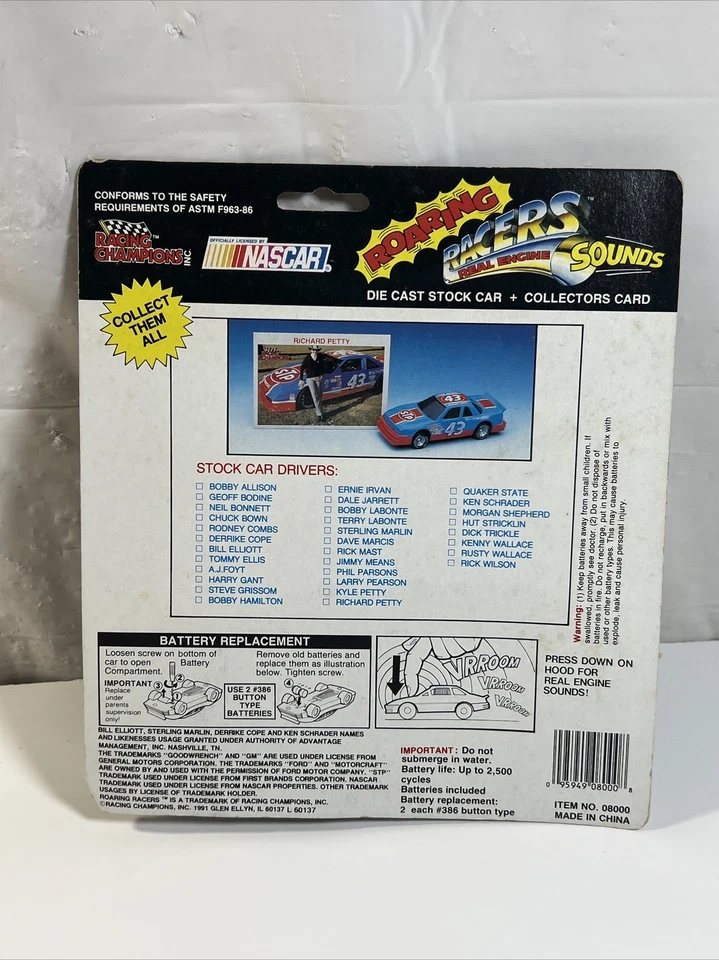 CONFORMS TO THE SAFETY
REQUIREMENTS OF ASTM F963-86
RACING™
CHAMPIONS INC.
OFFICIALLY LICENSED BY
NASCAR®
ROARING
RACERS™
REAL ENGINE
SOUNDS
DIE CAST STOCK CAR + COLLECTORS CARD
COLLECT
THEM
ALL
RICHARD PETTY
STP
43
43
STP
43
STOCK CAR DRIVERS:
☐ BOBBY ALLISON
☐ GEOFF BODINE
☐ NEIL BONNETT
☐ CHUCK BOWN
☐ RODNEY COMBS
☐ DERRIKE COPE
☐ BILL ELLIOTT
☐ TOMMY ELLIS
☐ A.J.FOYT
☐ HARRY GANT
☐ STEVE GRISSOM
☐ BOBBY HAMILTON
☐ ERNIE IRVAN
☐ DALE JARRETT
☐ BOBBY LABONTE
☐ TERRY LABONTE
☐ STERLING MARLIN
☐ DAVE MARCIS
☐ RICK MAST
☐ JIMMY MEANS
☐ PHIL PARSONS
☐ LARRY PEARSON
☐ KYLE PETTY
☐ RICHARD PETTY
☐ QUAKER STATE
☐ KEN SCHRADER
☐ MORGAN SHEPHERD
☐ HUT STRICKLIN
☐ DICK TRICKLE
☐ KENNY WALLACE
☐ RUSTY WALLACE
☐ RICK WILSON
Warning: (1) Keep batteries away from small children. If
swallowed, promptly see doctor. (2) Do not dispose of
batteries in fire. Do not recharge, put in backwards or mix with
used or other battery types. This may cause batteries to
explode, leak and cause personal injury.
BATTERY REPLACEMENT
Loosen screw on bottom of
car to open
Compartment.
Battery
IMPORTANT
Replace
under
parents
supervision
only!
3
1
2
USE 2 #386
BUTTON
TYPE
BATTERIES
Remove old batteries and
replace them as illustration
below. Tighten screw.
4
VRROOM
VRROOM
VRROOM
PRESS DOWN ON
HOOD FOR
REAL ENGINE
SOUNDS!
BILL ELLIOTT, STERLING MARLIN, DERRIKE COPE AND KEN SCHRADER NAMES
AND LIKENESSES USAGE GRANTED UNDER AUTHORITY OF ADVANTAGE
MANAGEMENT, INC. NASHVILLE, TN.
THE TRADEMARKS "GOODWRENCH" AND "GM" ARE USED UNDER LICENSE FROM
GENERAL MOTORS CORPORATION. THE TRADEMARKS "FORD" AND "MOTORCRAFT"
ARE OWNED BY AND USED WITH THE PERMISSION OF FORD MOTOR COMPANY. "STP"
TRADEMARK USED UNDER LICENSE FROM FIRST BRANDS CORPORATION. NASCAR
TRADEMARK USED UNDER LICENSE FROM NASCAR PROPERTIES. OTHER TRADEMARK
USAGES BY LICENSE OF TRADEMARK HOLDER.
ROARING RACERS™ IS A TRADEMARK OF RACING CHAMPIONS, INC.
©RACING CHAMPIONS, INC. 1991 GLEN ELLYN, IL 60137 L 60137
IMPORTANT: Do not
submerge in water.
Battery life: Up to 2,500
cycles
Batteries included
Battery replacement:
2 each #386 button type
0 95949 08000 8
ITEM NO. 08000
MADE IN CHINA